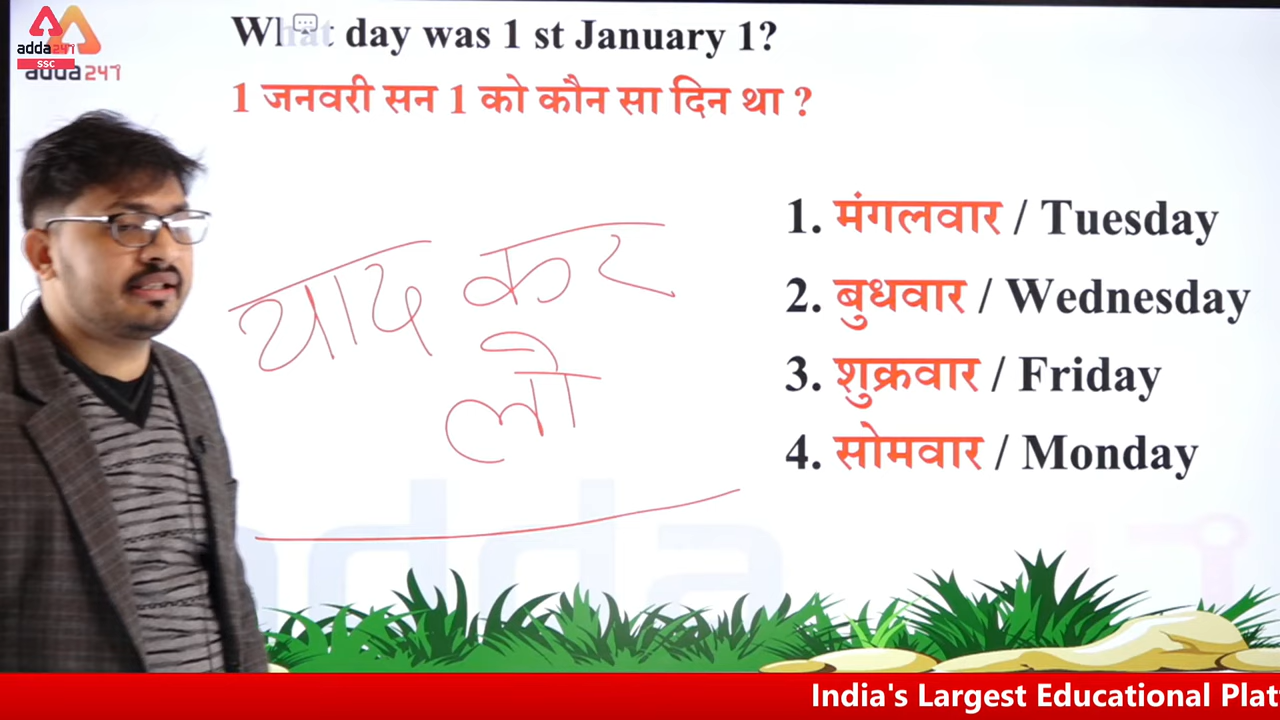 What day was 1 st January 1?
1 जनवरी सन 1 को कौन सा दिन था ?
adda247
SSC
adda247
याद कर
लो
1. मंगलवार / Tuesday
2. बुधवार / Wednesday
3. शुक्रवार / Friday
4. सोमवार / Monday
adda
India's Largest Educational Plat